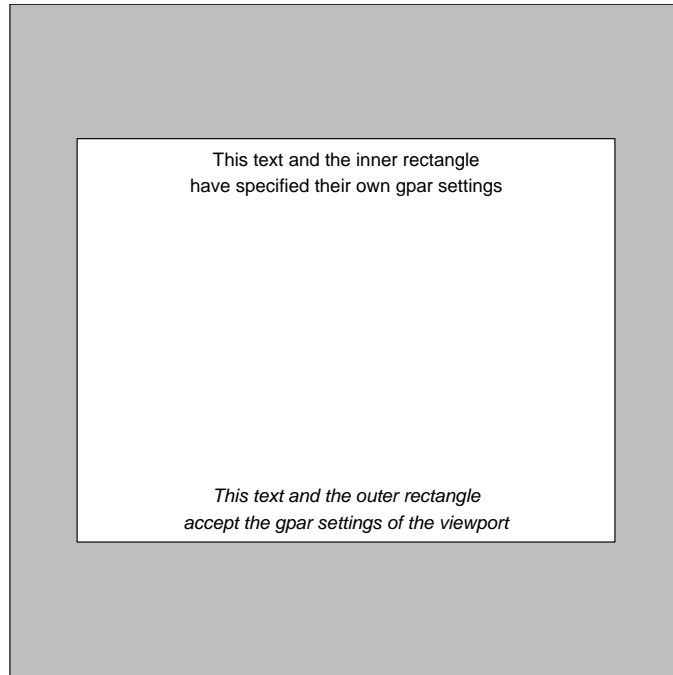 This text and the inner rectangle
have specified their own gpar settings
This text and the outer rectangle
accept the gpar settings of the viewport